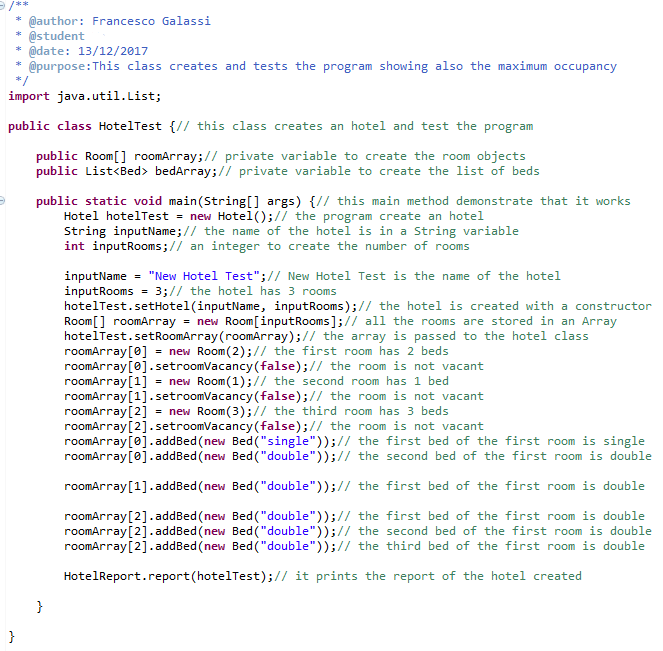 /**
 * @author: Francesco Galassi
 * @student
 * @date: 13/12/2017
 * @purpose:This class creates and tests the program showing also the maximum occupancy
 */
import java.util.List;
public class HotelTest {// this class creates an hotel and test the program
public Room[] roomArray;// private variable to create the room objects
public List<Bed> bedArray;// private variable to create the list of beds
public static void main(String[] args) {// this main method demonstrate that it works
Hotel hotelTest = new Hotel();// the program create an hotel
String inputName;// the name of the hotel is in a String variable
int inputRooms;// an integer to create the number of rooms
inputName = "New Hotel Test";// New Hotel Test is the name of the hotel
inputRooms = 3;// the hotel has 3 rooms
hotelTest.setHotel(inputName, inputRooms);// the hotel is created with a constructor
Room[] roomArray = new Room[inputRooms];// all the rooms are stored in an Array
hotelTest.setRoomArray(roomArray);// the array is passed to the hotel class
roomArray[0] = new Room(2);// the first room has 2 beds
roomArray[0].setroomVacancy(false);// the room is not vacant
roomArray[1] = new Room(1);// the second room has 1 bed
roomArray[1].setroomVacancy(false);// the room is not vacant
roomArray[2] = new Room(3);// the third room has 3 beds
roomArray[2].setroomVacancy(false);// the room is not vacant
roomArray[0].addBed(new Bed("single"));// the first bed of the first room is single
roomArray[0].addBed(new Bed("double"));// the second bed of the first room is double
roomArray[1].addBed(new Bed("double"));// the first bed of the first room is double
roomArray[2].addBed(new Bed("double"));// the first bed of the first room is double
roomArray[2].addBed(new Bed("double"));// the second bed of the first room is double
roomArray[2].addBed(new Bed("double"));// the third bed of the first room is double
HotelReport.report(hotelTest);// it prints the report of the hotel created
}
}